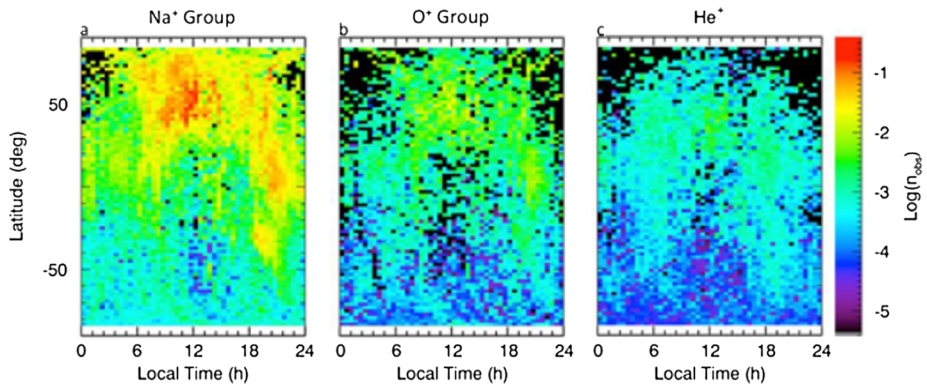 Na⁺ Group
O⁺ Group
He⁺
a
b
c
50
-50
Latitude (deg)
0 6 12 18 24
0 6 12 18 24
0 6 12 18 24
Local Time (h)
Local Time (h)
Local Time (h)
-1
-2
-3
-4
-5
Log(n_obs)